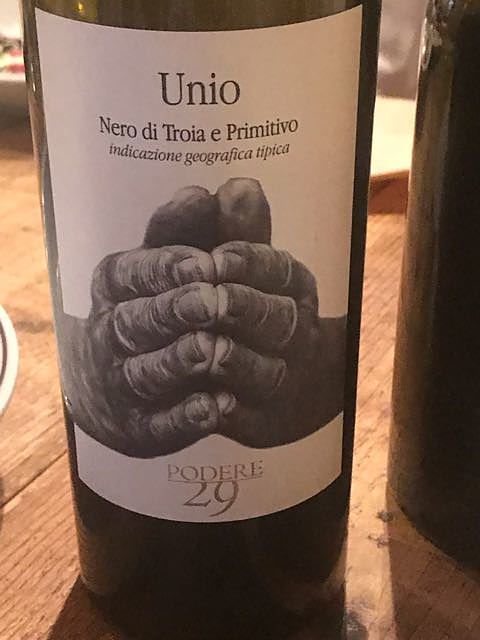 Unio
Nero di Troia e Primitivo
indicazione geografica tipica
PODERE
29